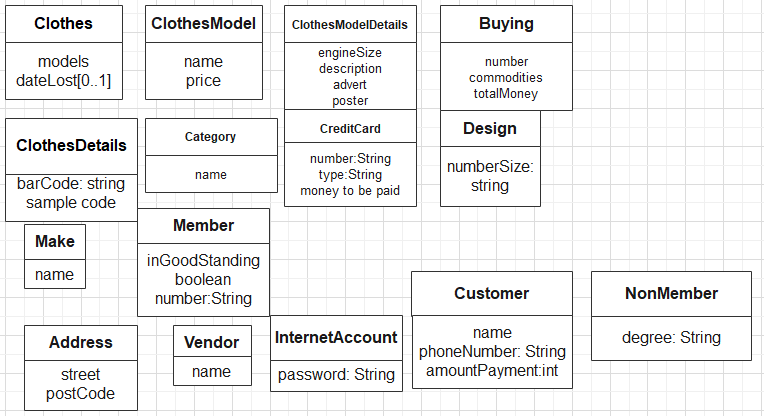 Clothes
models
dateLost[0..1]
ClothesModel
name
price
ClothesModelDetails
engineSize
description
advert
poster
Buying
number
commodities
totalMoney
ClothesDetails
barCode: string
sample code
Category
name
CreditCard
number:String
type:String
money to be paid
Design
numberSize:
string
Make
name
Member
inGoodStanding
boolean
number:String
Customer
name
phoneNumber: String
amountPayment:int
NonMember
degree: String
Address
street
postCode
Vendor
name
InternetAccount
password: String